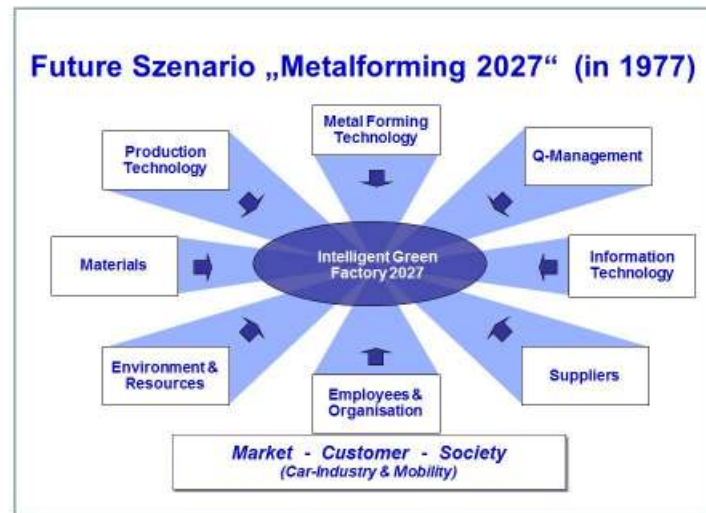 Future Szenario „Metalforming 2027“ (in 1977)
Metal Forming
Technology
Production
Technology
Q-Management
Materials
Intelligent Green
Factory 2027
Information
Technology
Environment &
Resources
Employees &
Organisation
Suppliers
Market - Customer - Society
(Car-Industry & Mobility)